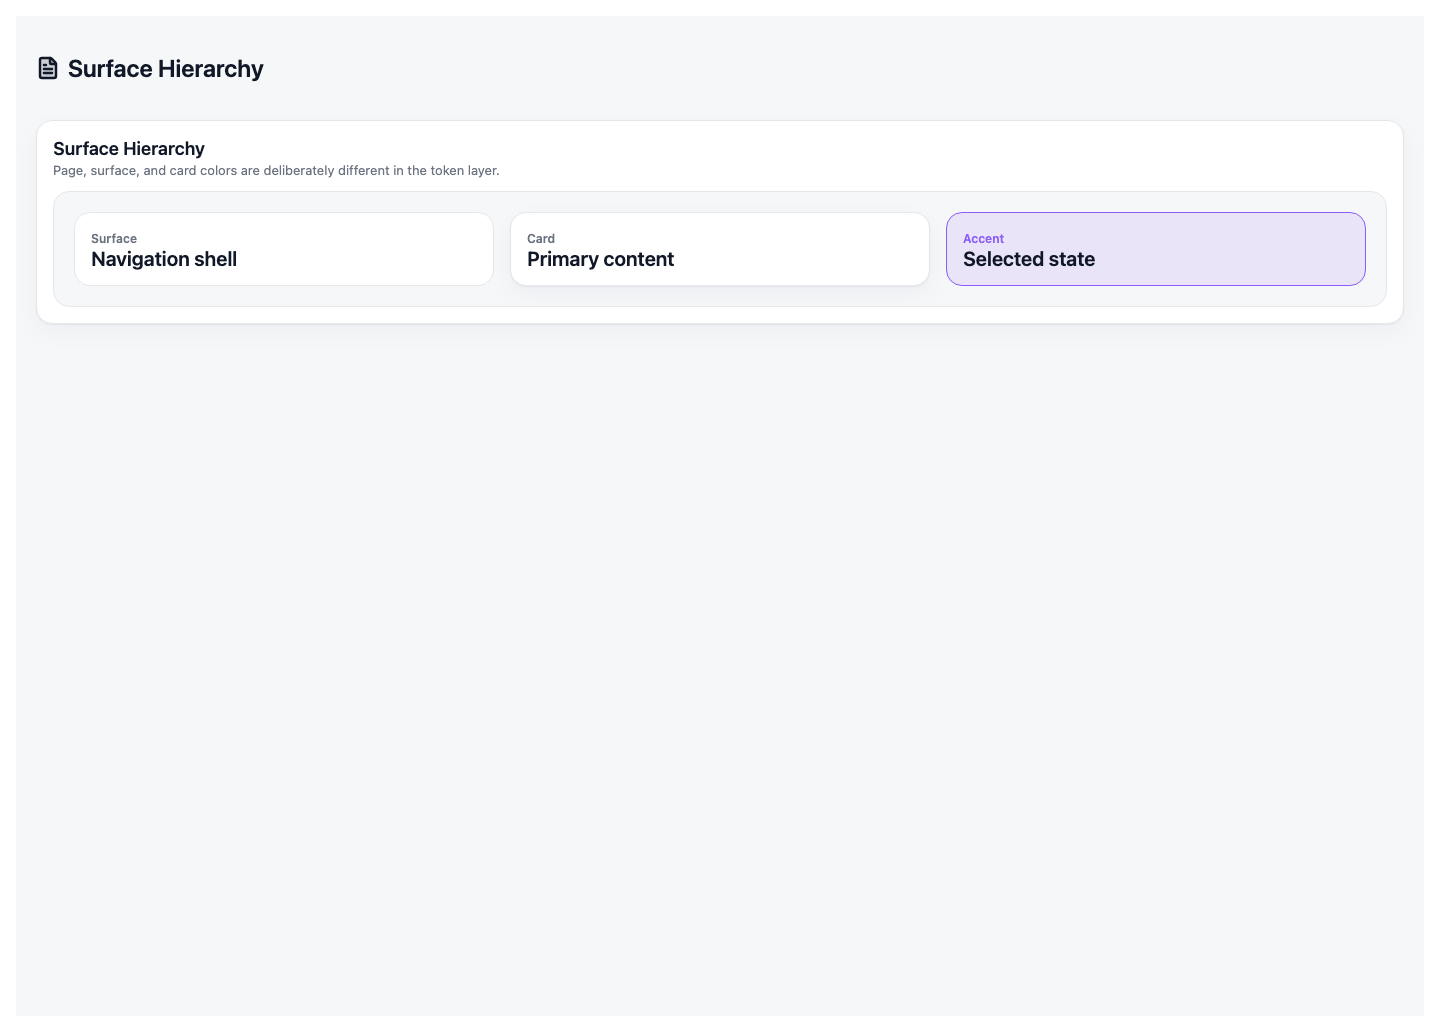 Surface Hierarchy
Surface Hierarchy
Page, surface, and card colors are deliberately different in the token layer.
Surface
Navigation shell
Card
Primary content
Accent
Selected state